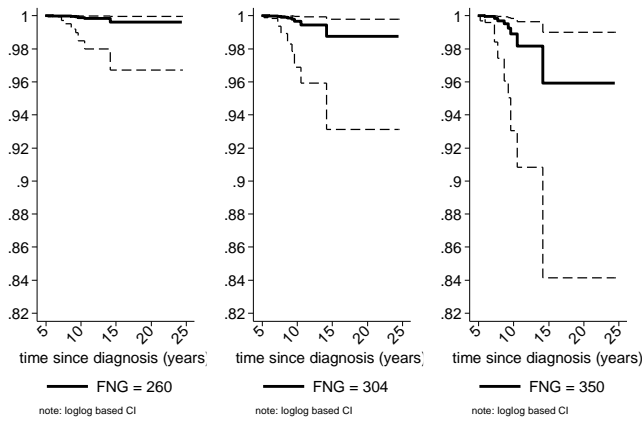 1
.98
.96
.94
.92
.9
.88
.86
.84
.82
5 10 15 20 25
time since diagnosis (years)
FNG = 260
note: loglog based CI
1
.98
.96
.94
.92
.9
.88
.86
.84
.82
5 10 15 20 25
time since diagnosis (years)
FNG = 304
note: loglog based CI
1
.98
.96
.94
.92
.9
.88
.86
.84
.82
5 10 15 20 25
time since diagnosis (years)
FNG = 350
note: loglog based CI